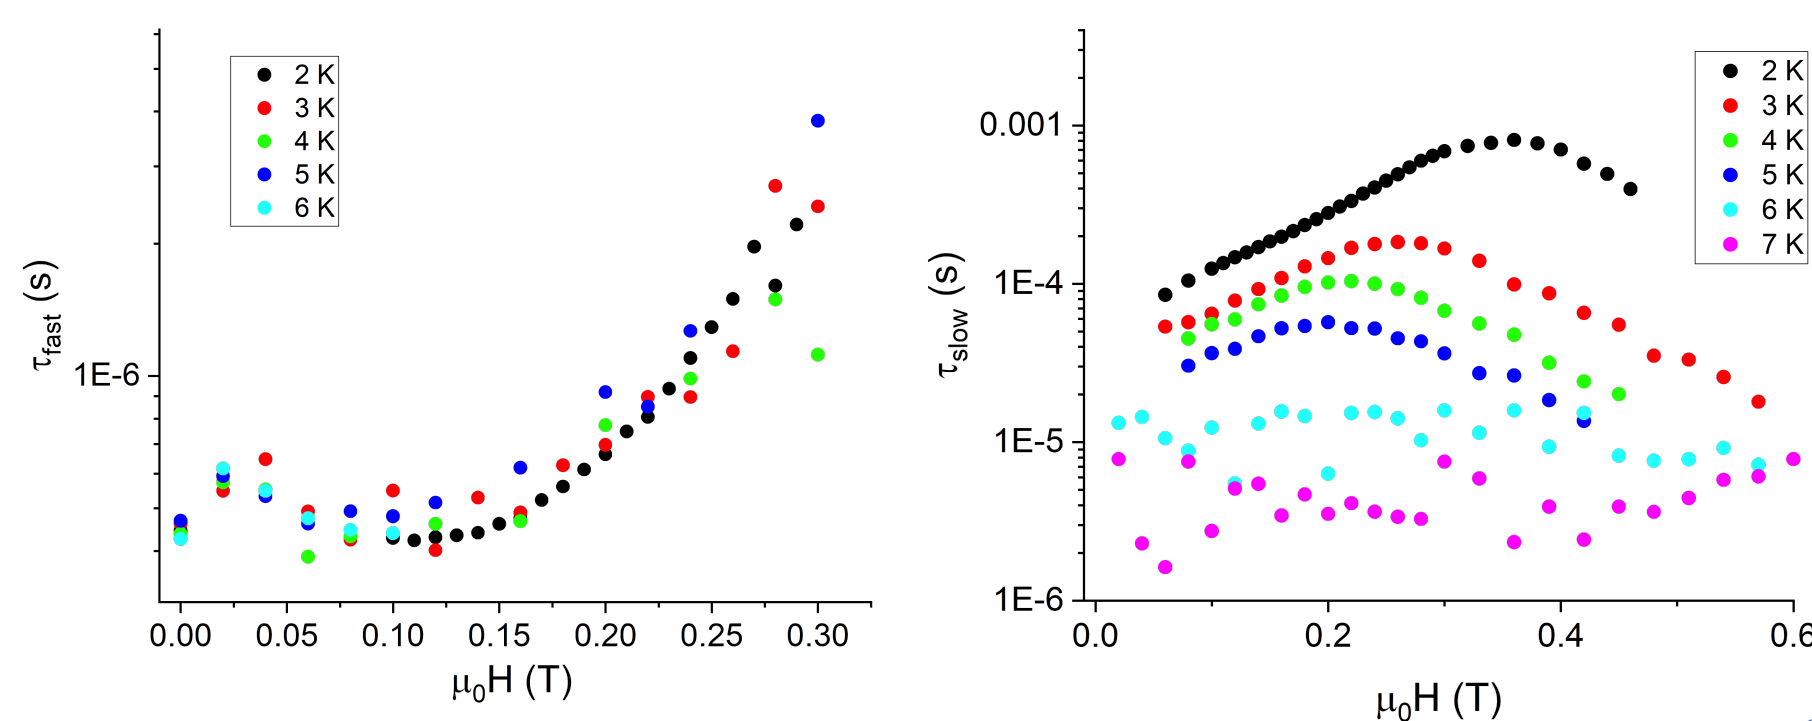 2 K
3 K
4 K
5 K
6 K
τfast (s)
1E-6
0.00 0.05 0.10 0.15 0.20 0.25 0.30
μ0H (T)
2 K
3 K
4 K
5 K
6 K
7 K
τslow (s)
0.001
1E-4
1E-5
1E-6
0.0 0.2 0.4 0.6
μ0H (T)